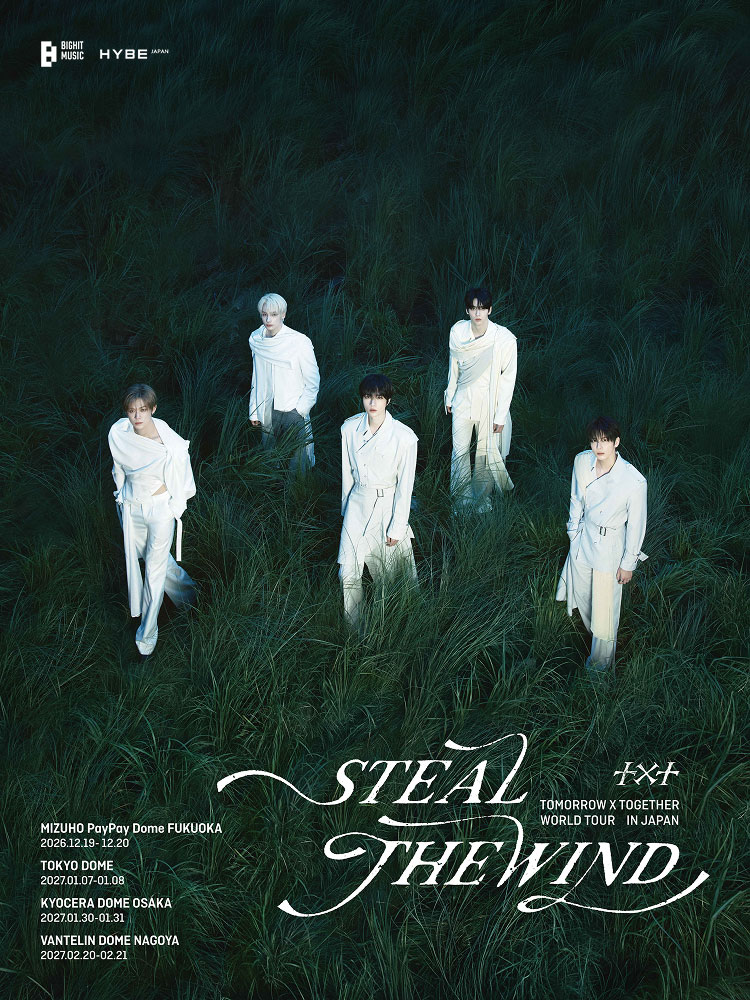 BIGHIT
MUSIC
HYBE JAPAN
STEAL
THE WIND
TXT
TOMORROW X TOGETHER
WORLD TOUR IN JAPAN
MIZUHO PayPay Dome FUKUOKA
2026.12.19- 12.20
TOKYO DOME
2027.01.07-01.08
KYOCERA DOME OSAKA
2027.01.30-01.31
VANTELIN DOME NAGOYA
2027.02.20-02.21